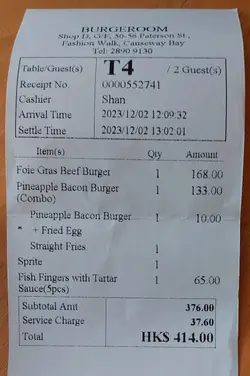 BURGEROOM
Shop D, G/F, 50-56 Paterson St.,
Fashion Walk, Causeway Bay
Tel: 2890 9130
Table/Guest(s) T4 / 2 Guest(s)
Receipt No. 0000552741
Cashier Shan
Arrival Time 2023/12/02 12:09:32
Settle Time 2023/12/02 13:02:01
Item(s) Qty Amount
Foie Gras Beef Burger 1 168.00
Pineapple Bacon Burger 1 133.00
(Combo)
Pineapple Bacon Burger 1 10.00
* + Fried Egg
Straight Fries 1
Sprite 1
Fish Fingers with Tartar 1 65.00
Sauce(5pcs)
Subtotal Amt 376.00
Service Charge 37.60
Total HK$ 414.00